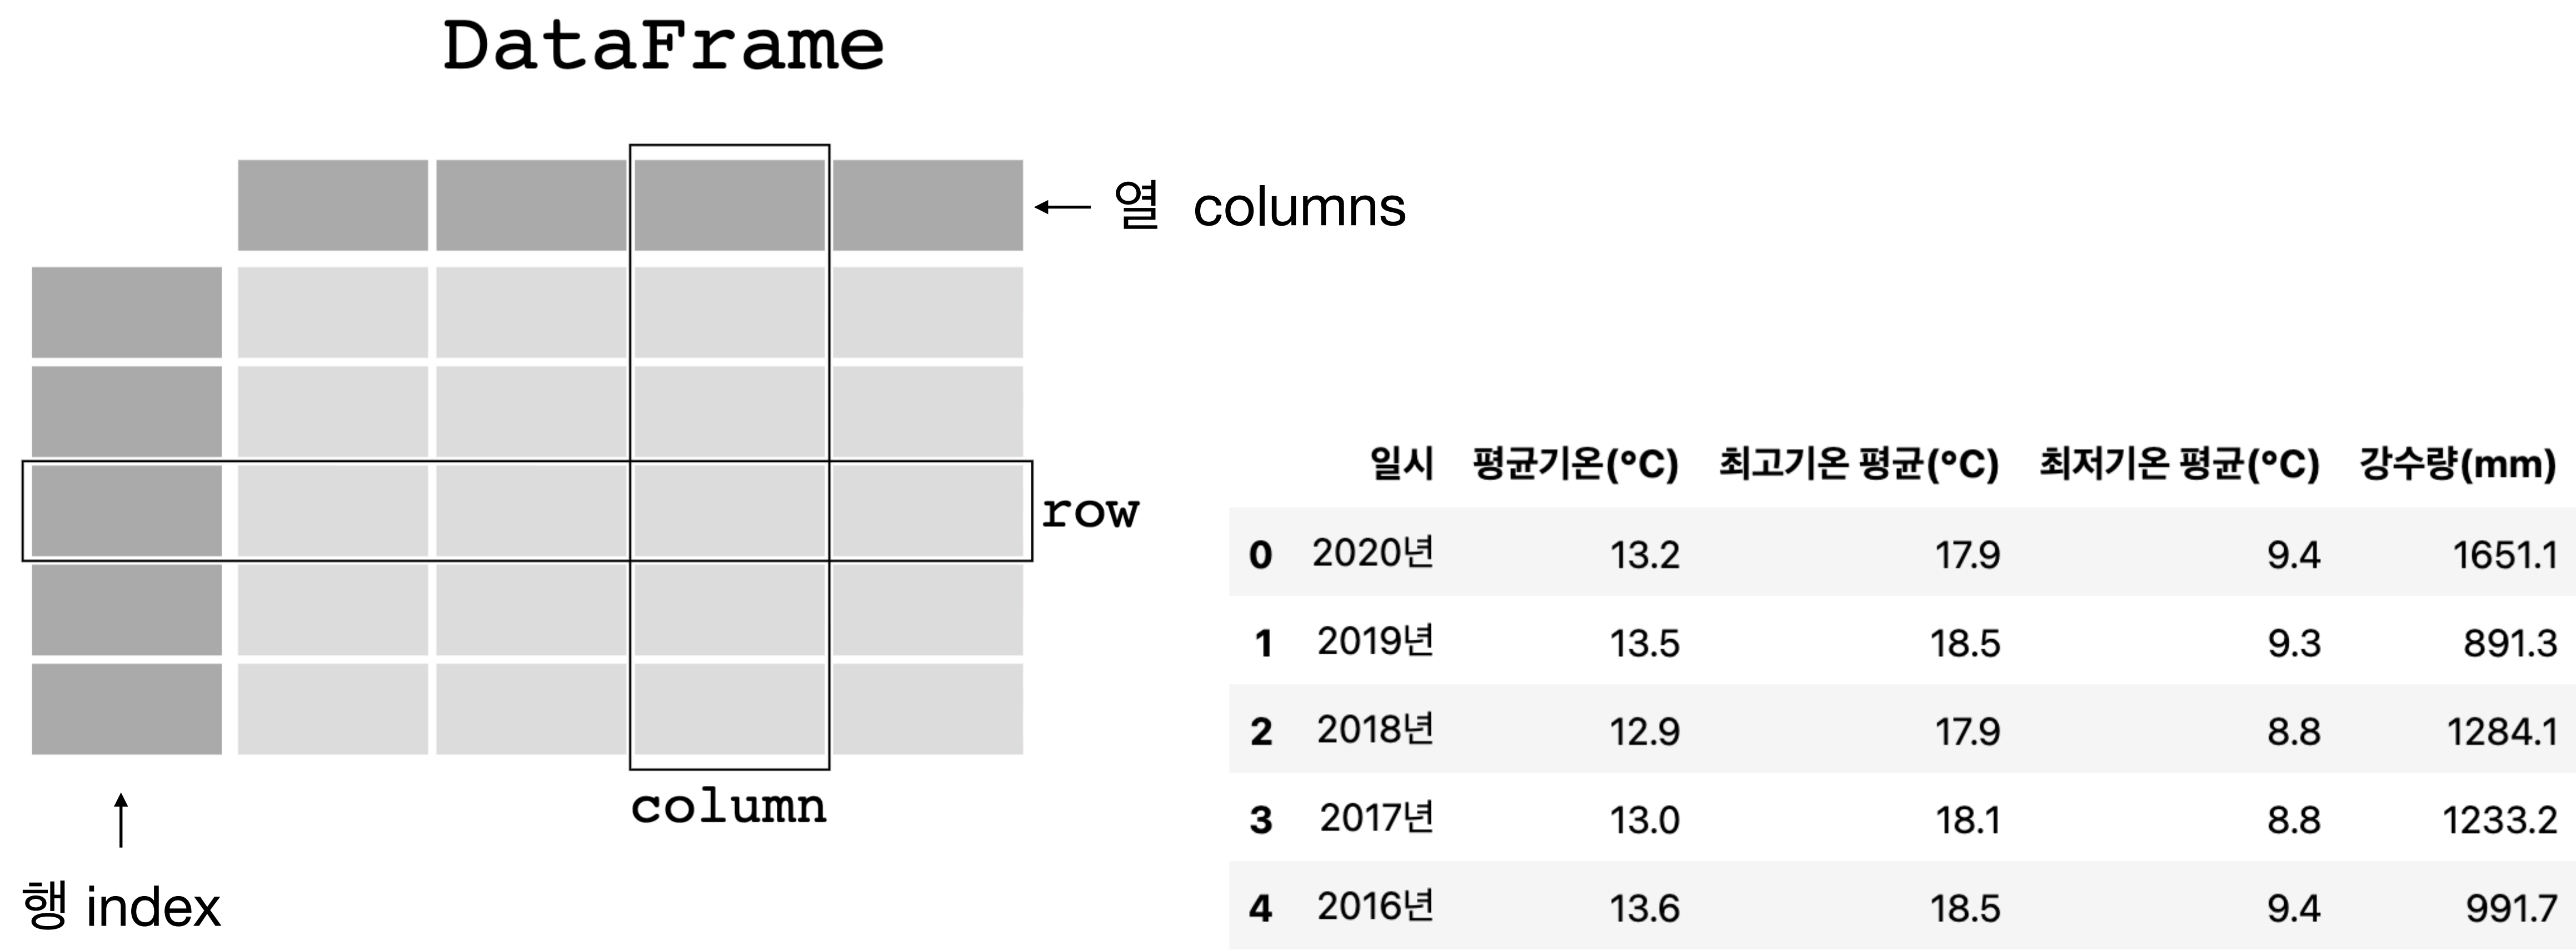 DataFrame
열 columns
row
column
행 index
일시 평균기온(°C) 최고기온 평균(°C) 최저기온 평균(°C) 강수량(mm)
0 2020년 13.2 17.9 9.4 1651.1
1 2019년 13.5 18.5 9.3 891.3
2 2018년 12.9 17.9 8.8 1284.1
3 2017년 13.0 18.1 8.8 1233.2
4 2016년 13.6 18.5 9.4 991.7